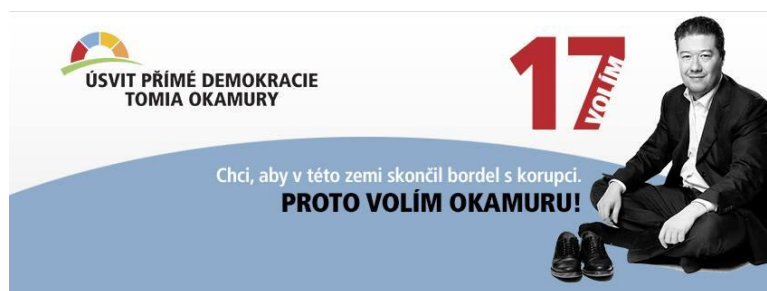 ÚSVIT PŘÍMÉ DEMOKRACIE
TOMIA OKAMURY
17
VOLÍM
Chci, aby v této zemi skončil bordel s korupcí.
PROTO VOLÍM OKAMURU!